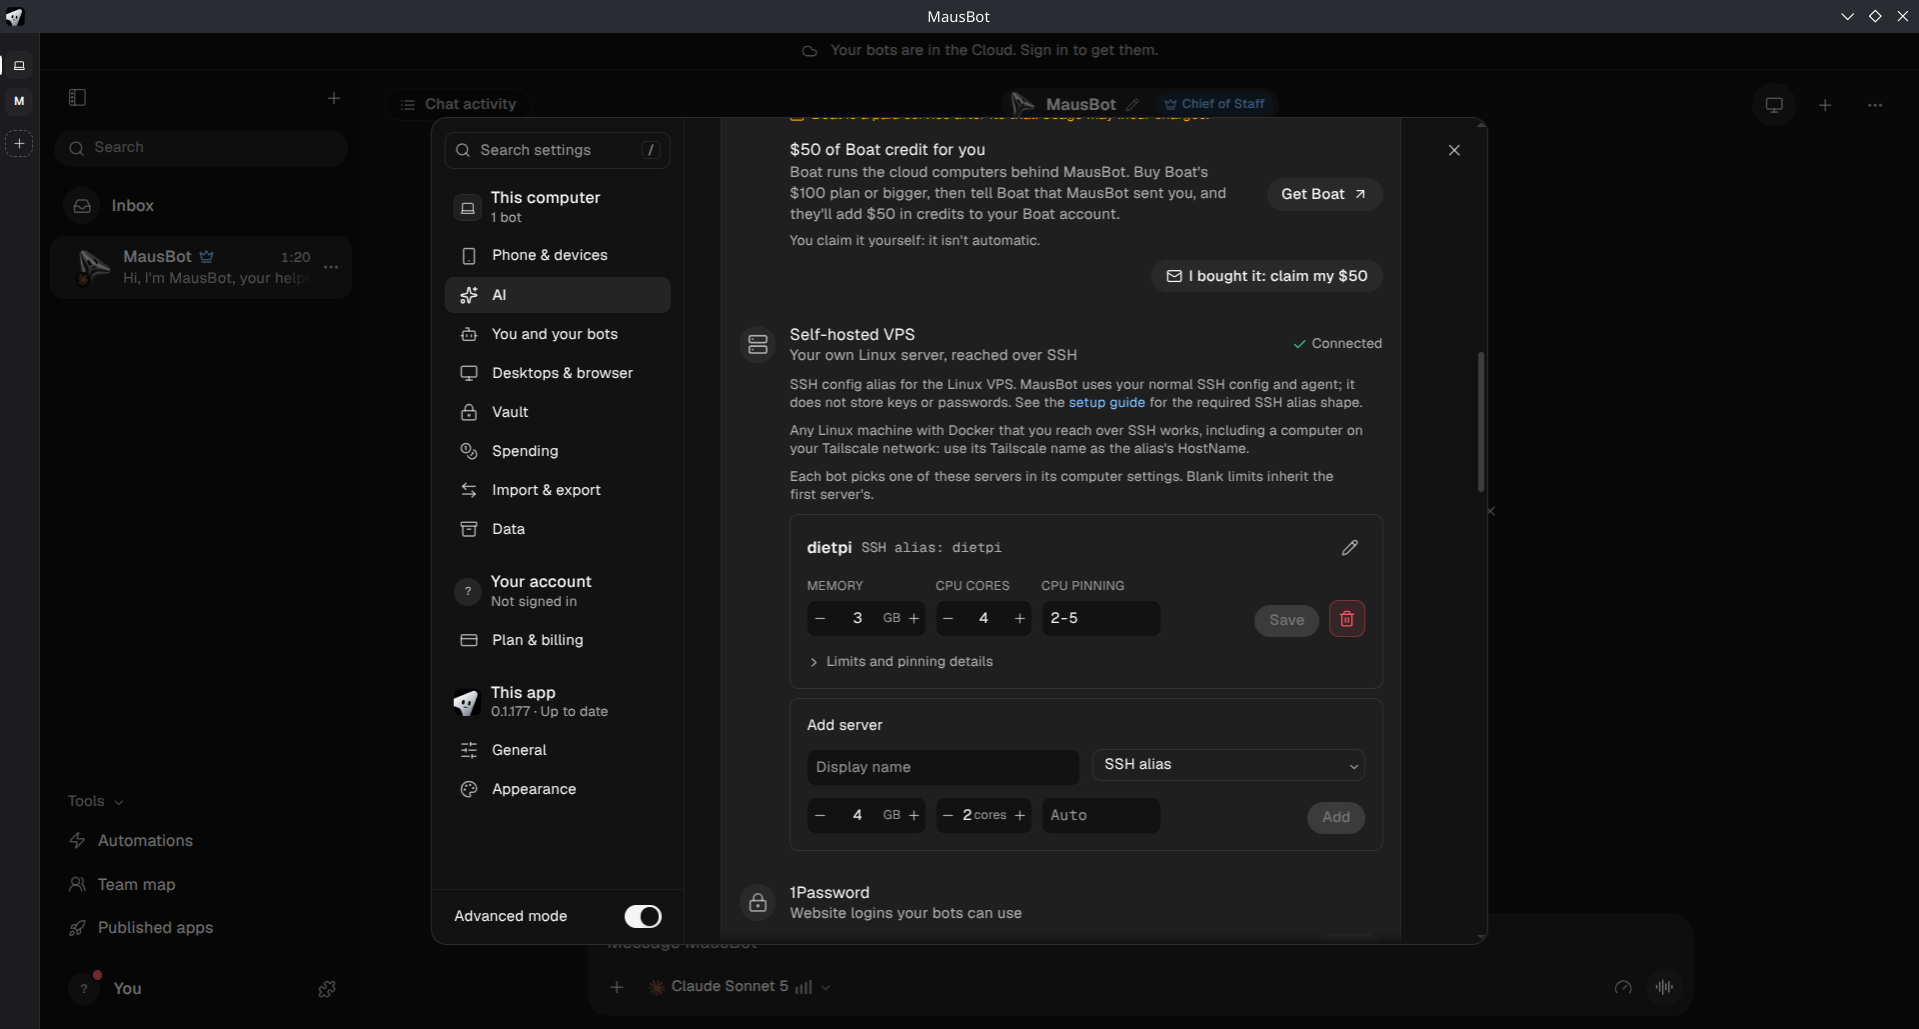 MausBot
Your bots are in the Cloud. Sign in to get them.
M
Search
Inbox
MausBot
1:20
Hi, I'm MausBot, your help
Tools
Automations
Team map
Published apps
?
You
Chat activity
MausBot
Chief of Staff
Search settings
/
This computer
1 bot
Phone & devices
AI
You and your bots
Desktops & browser
Vault
Spending
Import & export
Data
?
Your account
Not signed in
Plan & billing
This app
0.1.177 · Up to date
General
Appearance
Advanced mode
Boat is a paid service after its trial. Usage may incur charges.
$50 of Boat credit for you
Boat runs the cloud computers behind MausBot. Buy Boat's
$100 plan or bigger, then tell Boat that MausBot sent you, and
they'll add $50 in credits to your Boat account.
Get Boat
You claim it yourself: it isn't automatic.
I bought it: claim my $50
Self-hosted VPS
Your own Linux server, reached over SSH
Connected
SSH config alias for the Linux VPS. MausBot uses your normal SSH config and agent; it
does not store keys or passwords. See the setup guide for the required SSH alias shape.
Any Linux machine with Docker that you reach over SSH works, including a computer on
your Tailscale network: use its Tailscale name as the alias's HostName.
Each bot picks one of these servers in its computer settings. Blank limits inherit the
first server's.
dietpi SSH alias: dietpi
MEMORY CPU CORES CPU PINNING
3 GB 4 2-5
Save
Limits and pinning details
Add server
Display name
SSH alias
4 GB 2 cores Auto
Add
1Password
Website logins your bots can use
Message MausBot
Claude Sonnet 5